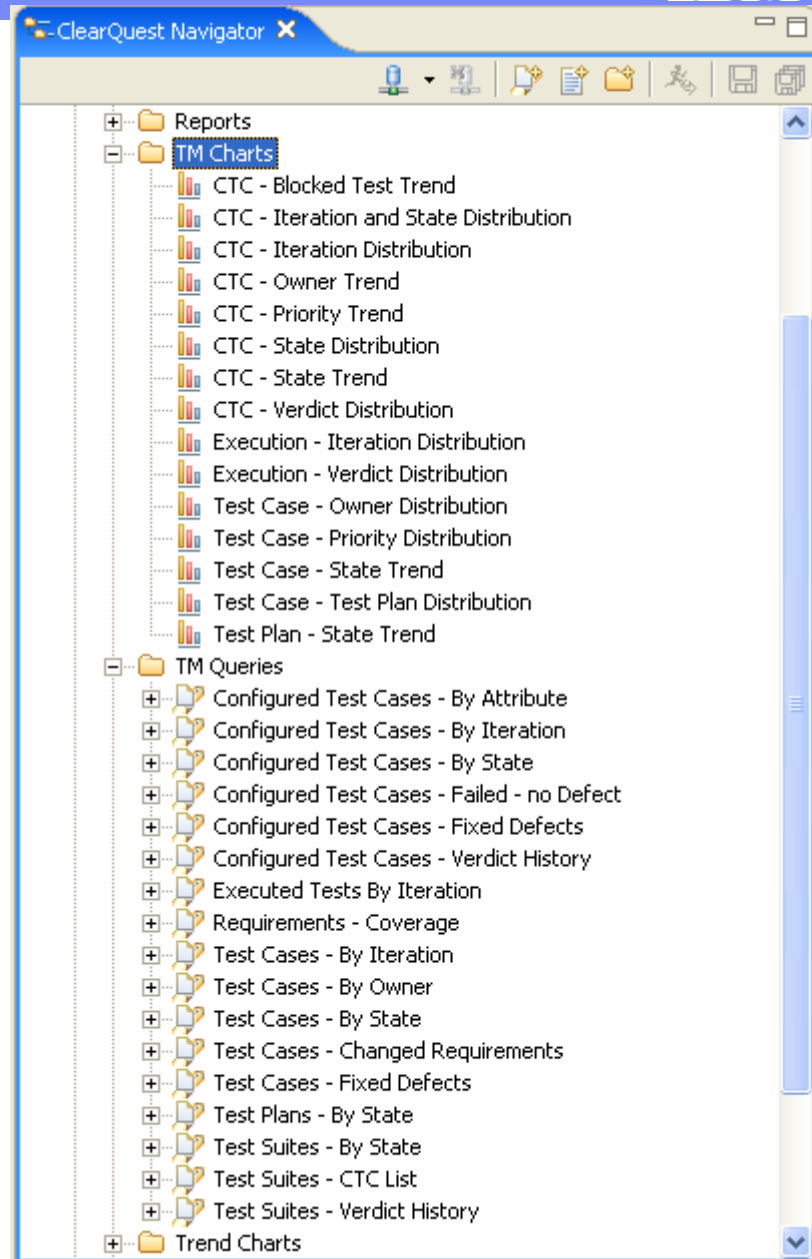 ClearQuest Navigator
Reports
TM Charts
CTC - Blocked Test Trend
CTC - Iteration and State Distribution
CTC - Iteration Distribution
CTC - Owner Trend
CTC - Priority Trend
CTC - State Distribution
CTC - State Trend
CTC - Verdict Distribution
Execution - Iteration Distribution
Execution - Verdict Distribution
Test Case - Owner Distribution
Test Case - Priority Distribution
Test Case - State Trend
Test Case - Test Plan Distribution
Test Plan - State Trend
TM Queries
Configured Test Cases - By Attribute
Configured Test Cases - By Iteration
Configured Test Cases - By State
Configured Test Cases - Failed - no Defect
Configured Test Cases - Fixed Defects
Configured Test Cases - Verdict History
Executed Tests By Iteration
Requirements - Coverage
Test Cases - By Iteration
Test Cases - By Owner
Test Cases - By State
Test Cases - Changed Requirements
Test Cases - Fixed Defects
Test Plans - By State
Test Suites - By State
Test Suites - CTC List
Test Suites - Verdict History
Trend Charts